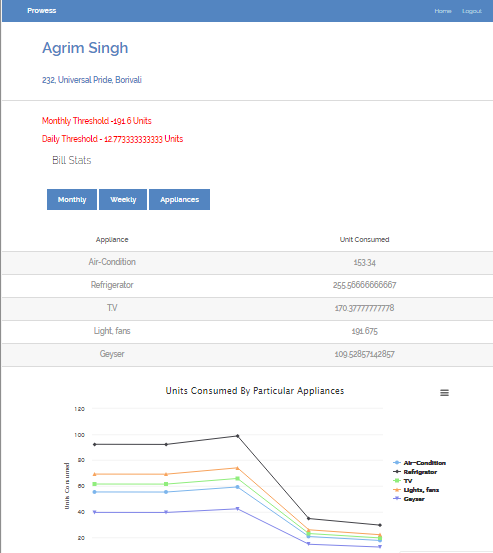 Prowess Home Logout
Agrim Singh
232, Universal Pride, Borivali
Monthly Threshold -191.6 Units
Daily Threshold - 12.773333333333 Units
Bill Stats
Monthly Weekly Appliances
Appliance Unit Consumed
Air-Condition 153.34
Refrigerator 255.56666666667
T.V 170.37777777778
Light, fans 191.675
Geyser 109.52857142857
Units Consumed By Particular Appliances
120
100
80
60
40
20
Units Consumed
Air-Condition
Refrigrator
TV
Lights, fans
Geyser